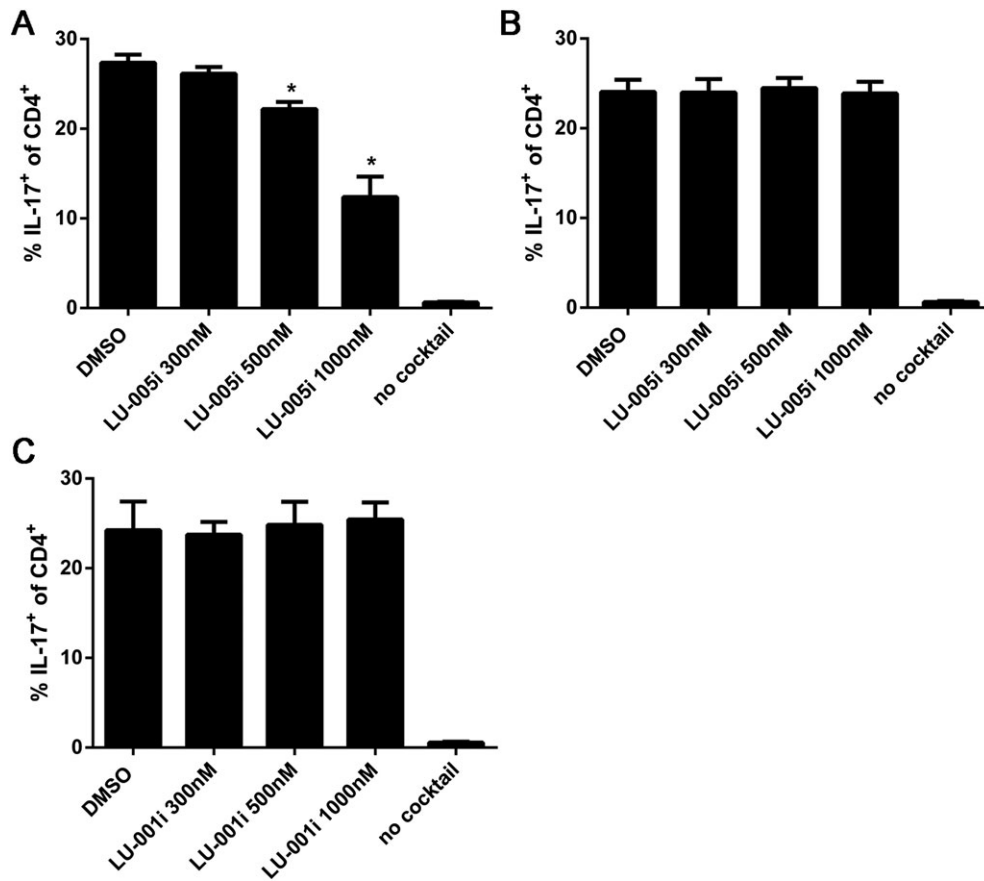 A
% IL-17⁺ of CD4⁺
30
20
10
0
*
*
DMSO
LU-005i 300nM
LU-005i 500nM
LU-005i 1000nM
no cocktail
B
% IL-17⁺ of CD4⁺
30
20
10
0
DMSO
LU-005i 300nM
LU-005i 500nM
LU-005i 1000nM
no cocktail
C
% IL-17⁺ of CD4⁺
30
20
10
0
DMSO
LU-001i 300nM
LU-001i 500nM
LU-001i 1000nM
no cocktail